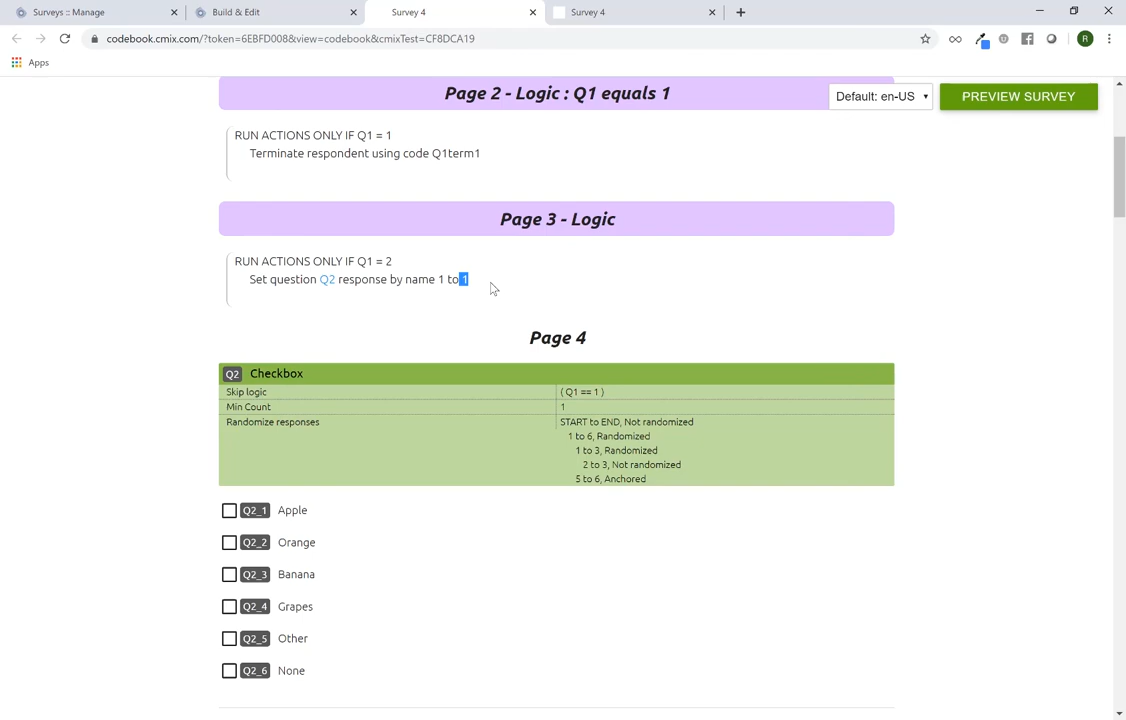 Surveys :: Manage
Build & Edit
Survey 4
Survey 4
codebook.cmix.com/?token=6EBFD008&view=codebook&cmixTest=CF8DCA19
R
Apps
Page 2 - Logic : Q1 equals 1
Default: en-US
PREVIEW SURVEY
RUN ACTIONS ONLY IF Q1 = 1
Terminate respondent using code Q1term1
Page 3 - Logic
RUN ACTIONS ONLY IF Q1 = 2
Set question Q2 response by name 1 to 1
Page 4
Q2 Checkbox
Skip logic ( Q1 == 1 )
Min Count 1
Randomize responses START to END, Not randomized
1 to 6, Randomized
1 to 3, Randomized
2 to 3, Not randomized
5 to 6, Anchored
Q2_1 Apple
Q2_2 Orange
Q2_3 Banana
Q2_4 Grapes
Q2_5 Other
Q2_6 None